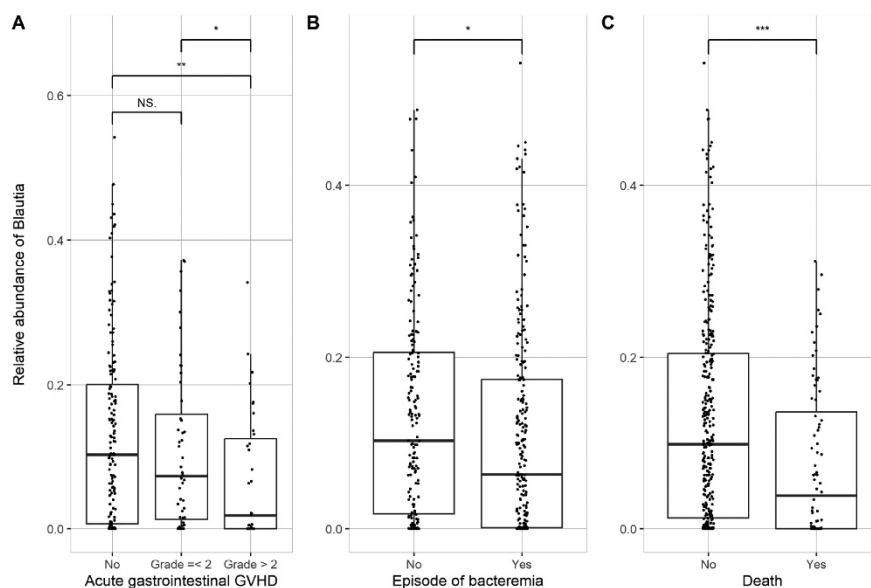 A
B
C
*
**
NS.
*
***
Relative abundance of Blautia
0.6
0.4
0.2
0.0
0.4
0.2
0.0
0.4
0.2
0.0
No Grade =< 2 Grade > 2
Acute gastrointestinal GVHD
No Yes
Episode of bacteremia
No Yes
Death